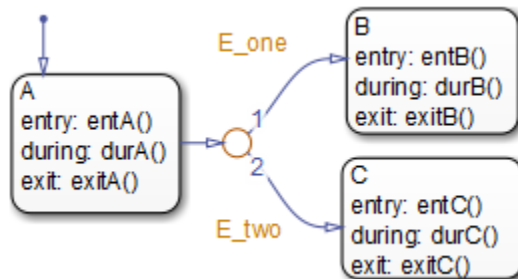 A
entry: entA()
during: durA()
exit: exitA()
E_one
1
2
E_two
B
entry: entB()
during: durB()
exit: exitB()
C
entry: entC()
during: durC()
exit: exitC()